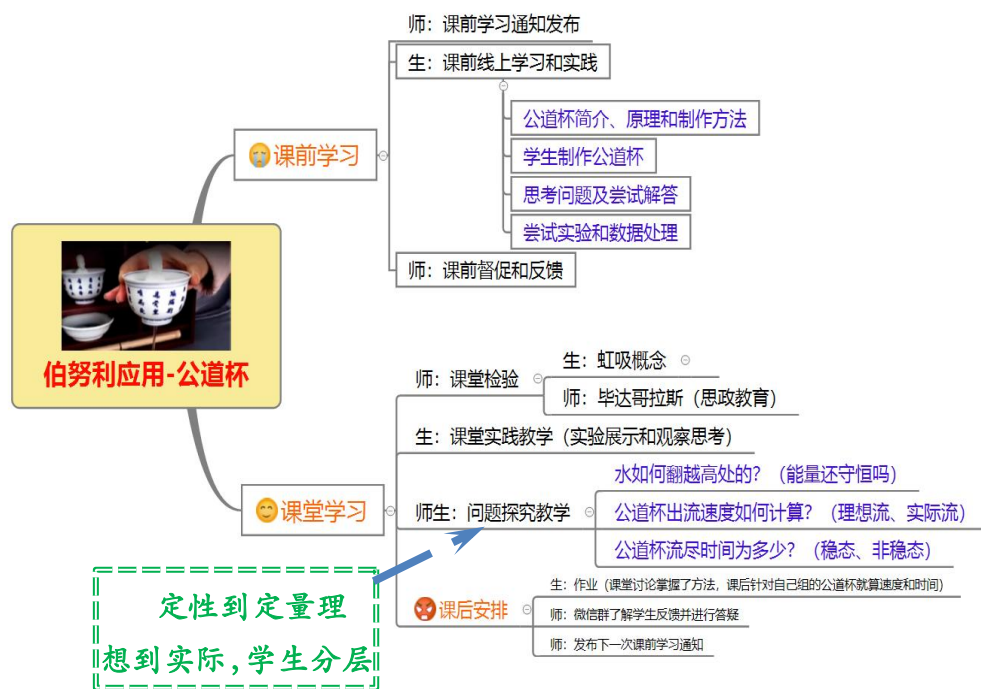 师：课前学习通知发布
生：课前线上学习和实践
公道杯简介、原理和制作方法
学生制作公道杯
思考问题及尝试解答
尝试实验和数据处理
师：课前督促和反馈
课前学习
伯努利应用-公道杯
课堂学习
师：课堂检验
生：虹吸概念
师：毕达哥拉斯（思政教育）
生：课堂实践教学（实验展示和观察思考）
师生：问题探究教学
水如何翻越高处的？（能量还守恒吗）
公道杯出流速度如何计算？（理想流、实际流）
公道杯流尽时间为多少？（稳态、非稳态）
课后安排
生：作业（课堂讨论掌握了方法，课后针对自己组的公道杯就算速度和时间）
师：微信群了解学生反馈并进行答疑
师：发布下一次课前学习通知
定性到定量理
想到实际,学生分层